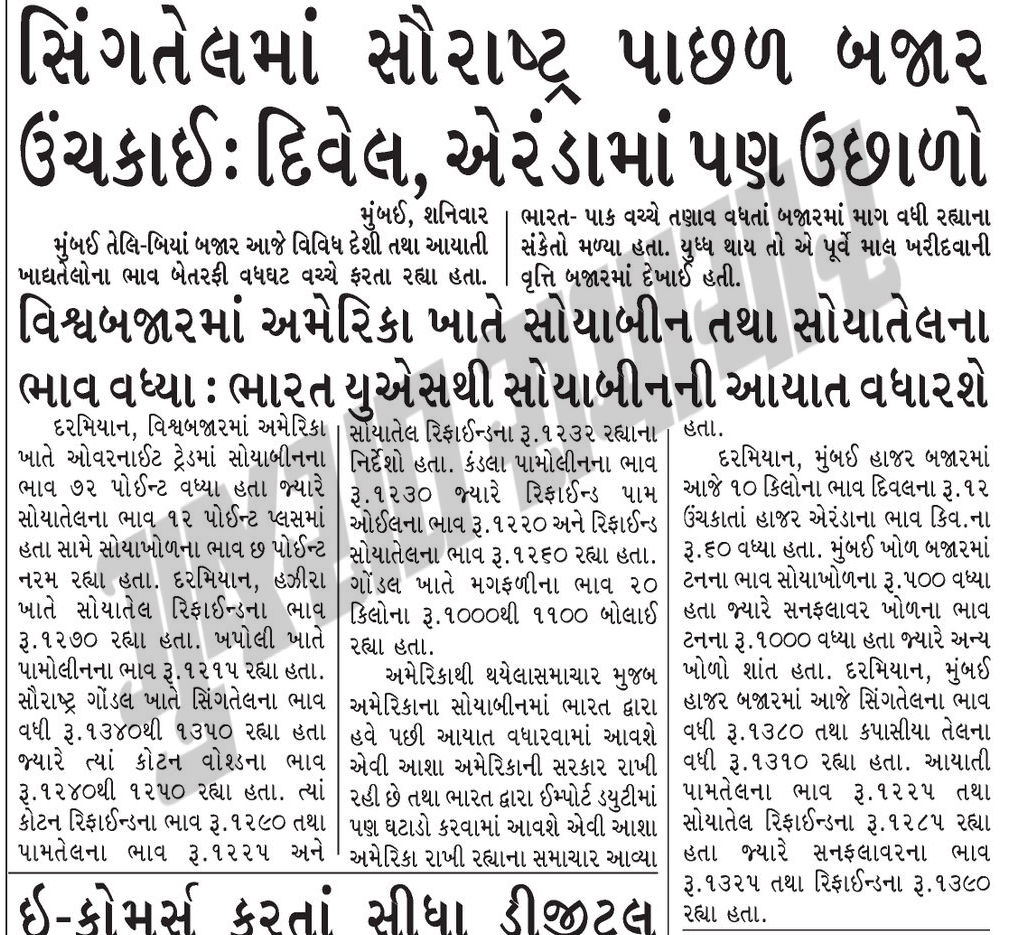 સિંગતેલમાં સૌરાષ્ટ્ર પાછળ બજાર
ઉંચકાઈ : દિવેલ, એરંડામાં પણ ઉછાળો
મુંબઈ, શનિવાર
મુંબઈ તેલિ-બિયાં બજાર આજે વિવિધ દેશી તથા આયાતી
ખાદ્યતેલોના ભાવ બેતરફી વધઘટ વચ્ચે ફરતા રહ્યા હતા.
ભારત- પાક વચ્ચે તણાવ વધતાં બજારમાં માગ વધી રહ્યાના
સંકેતો મળ્યા હતા. યુધ્ધ થાય તો એ પૂર્વે માલ ખરીદવાની
વૃત્તિ બજારમાં દેખાઈ હતી.
વિશ્વબજારમાં અમેરિકા ખાતે સોયાબીન તથા સોયાતેલના
ભાવ વધ્યા : ભારત યુએસથી સોયાબીનની આયાત વધારશે
દરમિયાન, વિશ્વબજારમાં અમેરિકા
ખાતે ઓવરનાઈટ ટ્રેડમાં સોયાબીનના
ભાવ ૭૨ પોઈન્ટ વધ્યા હતા જ્યારે
સોયાતેલના ભાવ ૧૨ પોઈન્ટ પ્લસમાં
હતા સામે સોયાખોળના ભાવ છ પોઈન્ટ
નરમ રહ્યા હતા. દરમિયાન, હઝીરા
ખાતે સોયાતેલ રિફાઈન્ડના ભાવ
રૂ.૧૨૭૦ રહ્યા હતા. ખપોલી ખાતે
પામોલીનના ભાવ રૂ.૧૨૧૫ રહ્યા હતા.
સૌરાષ્ટ્ર ગોંડલ ખાતે સિંગતેલના ભાવ
વધી રૂ.૧૩૪૦થી ૧૩૫૦ રહ્યા હતા
જ્યારે ત્યાં કોટન વોશ્ડના ભાવ
રૂ.૧૨૪૦થી ૧૨૫૦ રહ્યા હતા. ત્યાં
કોટન રિફાઈન્ડના ભાવ રૂ.૧૨૯૦ તથા
પામતેલના ભાવ રૂ.૧૨૨૫ અને
સોયાતેલ રિફાઈન્ડના રૂ.૧૨૩૨ રહ્યાના
નિર્દેશો હતા. કંડલા પામોલીનના ભાવ
રૂ.૧૨૩૦ જ્યારે રિફાઈન્ડ પામ
ઓઈલના ભાવ રૂ.૧૨૨૦ અને રિફાઈન્ડ
સોયાતેલના ભાવ રૂ.૧૨૬૦ રહ્યા હતા.
ગોંડલ ખાતે મગફળીના ભાવ ૨૦
કિલોના રૂ.૧૦૦૦થી ૧૧૦૦ બોલાઈ
રહ્યા હતા.
અમેરિકાથી થયેલાસમાચાર મુજબ
અમેરિકાના સોયાબીનમાં ભારત દ્વારા
હવે પછી આયાત વધારવામાં આવશે
એવી આશા અમેરિકાની સરકાર રાખી
રહી છે તથા ભારત દ્વારા ઈમ્પોર્ટ ડયુટીમાં
પણ ઘટાડો કરવામાં આવશે એવી આશા
અમેરિકા રાખી રહ્યાના સમાચાર આવ્યા
હતા.
દરમિયાન, મુંબઈ હાજર બજારમાં
આજે ૧૦ કિલોના ભાવ દિવલના રૂ.૧૨
ઉંચકાતાં હાજર એરંડાના ભાવ કિવ.ના
રૂ.૬૦ વધ્યા હતા. મુંબઈ ખોળ બજારમાં
ટનના ભાવ સોયાખોળના રૂ.૫૦૦ વધ્યા
હતા જ્યારે સનફલાવર ખોળના ભાવ
ટનના રૂ.૧૦૦૦ વધ્યા હતા જ્યારે અન્ય
ખોળો શાંત હતા. દરમિયાન, મુંબઈ
હાજર બજારમાં આજે સિંગતેલના ભાવ
વધી રૂ.૧૩૮૦ તથા કપાસીયા તેલના
વધી રૂ.૧૩૧૦ રહ્યા હતા. આયાતી
પામતેલના ભાવ રૂ.૧૨૨૫ તથા
સોયાતેલ રિફાઈન્ડના રૂ.૧૨૮૫ રહ્યા
હતા જ્યારે સનફલાવરના ભાવ
રૂ.૧૩૨૫ તથા રિફાઈન્ડના રૂ.૧૩૯૦
રહ્યા હતા.
ઇ-કોમર્સ કરતાં સીધા ડીજીટલ
ગુજરાત સમાચાર